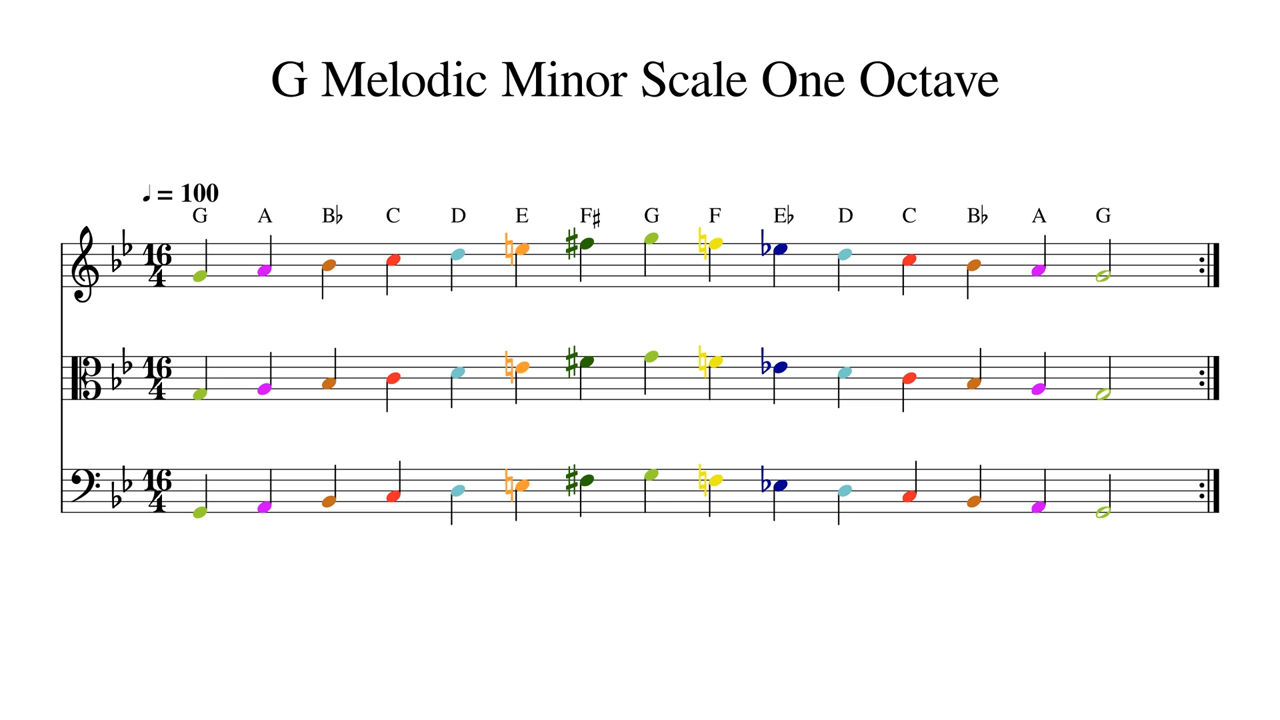 G Melodic Minor Scale One Octave
♩ = 100
G A B♭ C D E F♯ G F E♭ D C B♭ A G
16
4
16
4
16
4